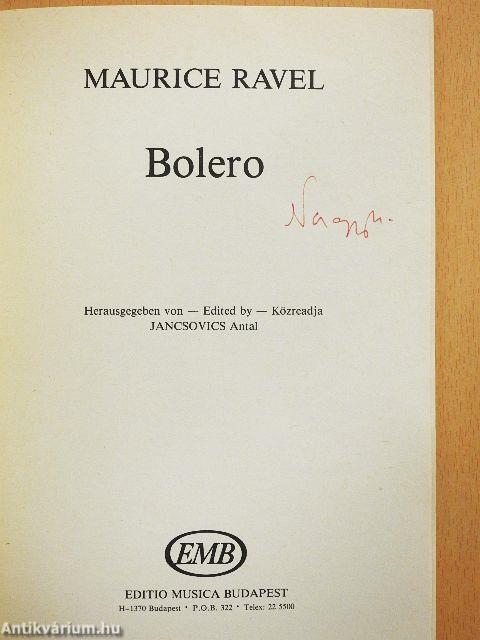 MAURICE RAVEL
Bolero
Herausgegeben von — Edited by — Közreadja
JANCSOVICS Antal
EMB
EDITIO MUSICA BUDAPEST
H–1370 Budapest • P.O.B. 322 • Telex: 22 5500
Antikvárium.hu